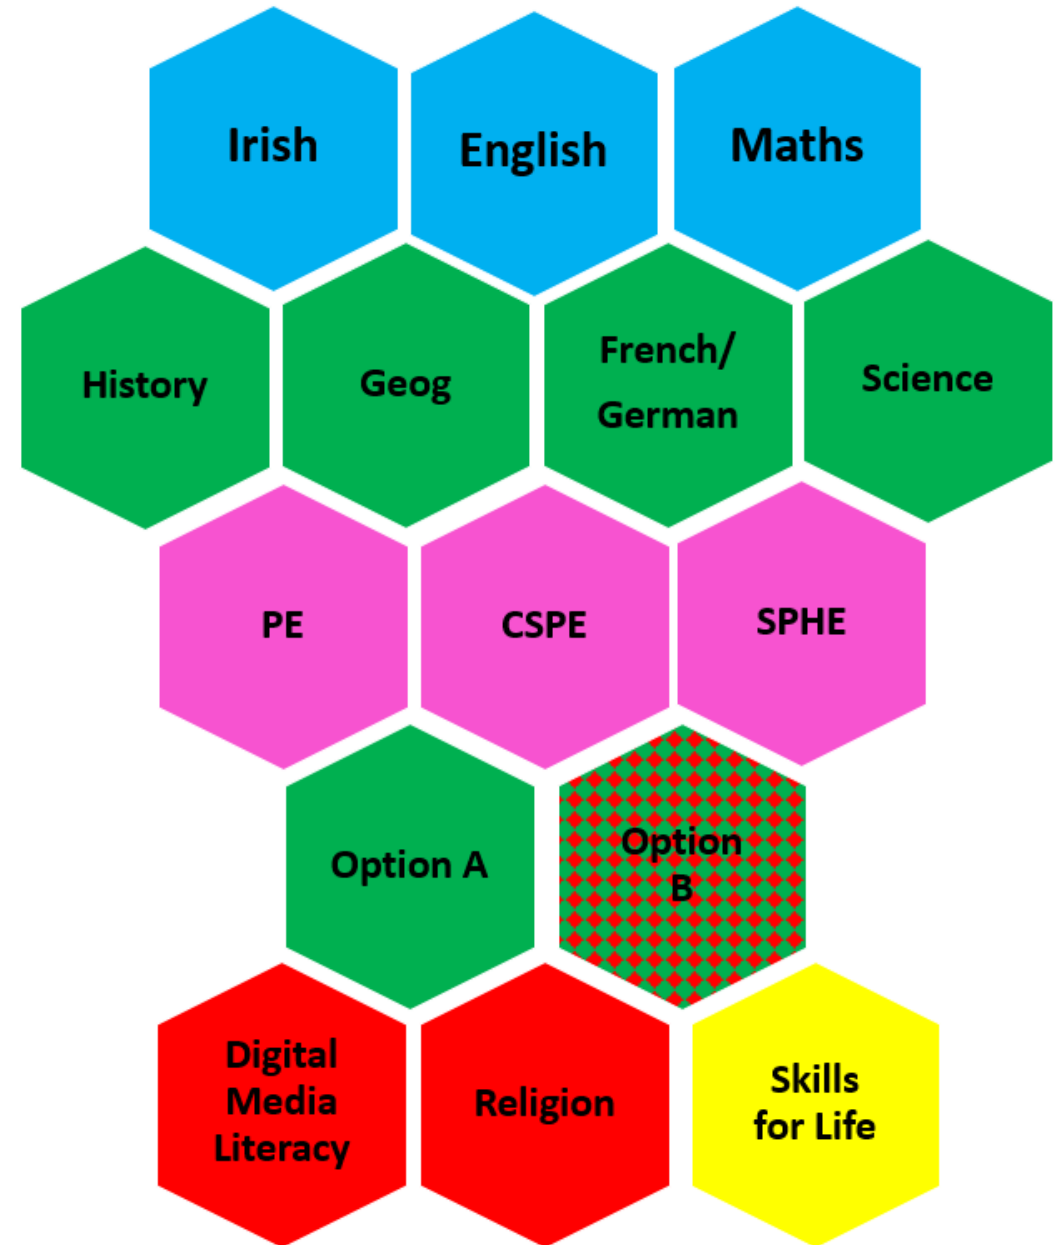 Irish
English
Maths
History
Geog
French/
German
Science
PE
CSPE
SPHE
Option A
Option
B
Digital
Media
Literacy
Religion
Skills
for Life